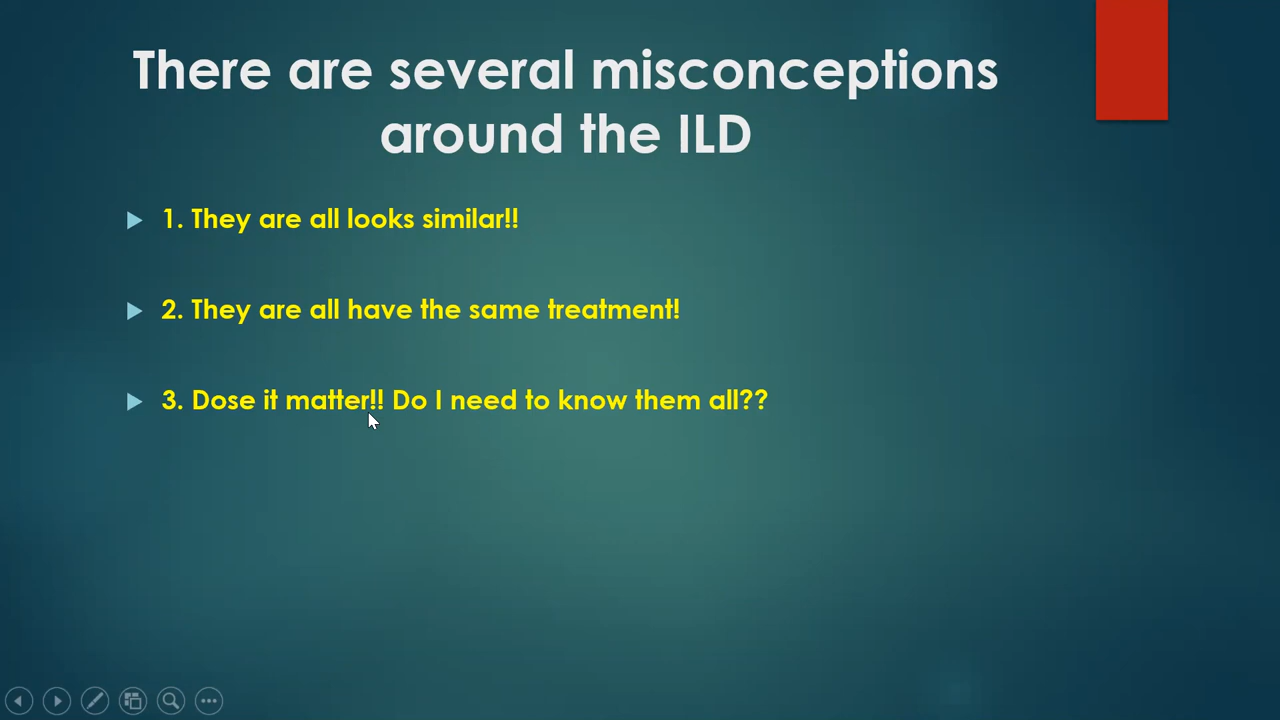 There are several misconceptions
around the ILD
1. They are all looks similar!!
2. They are all have the same treatment!
3. Dose it matter!! Do I need to know them all??